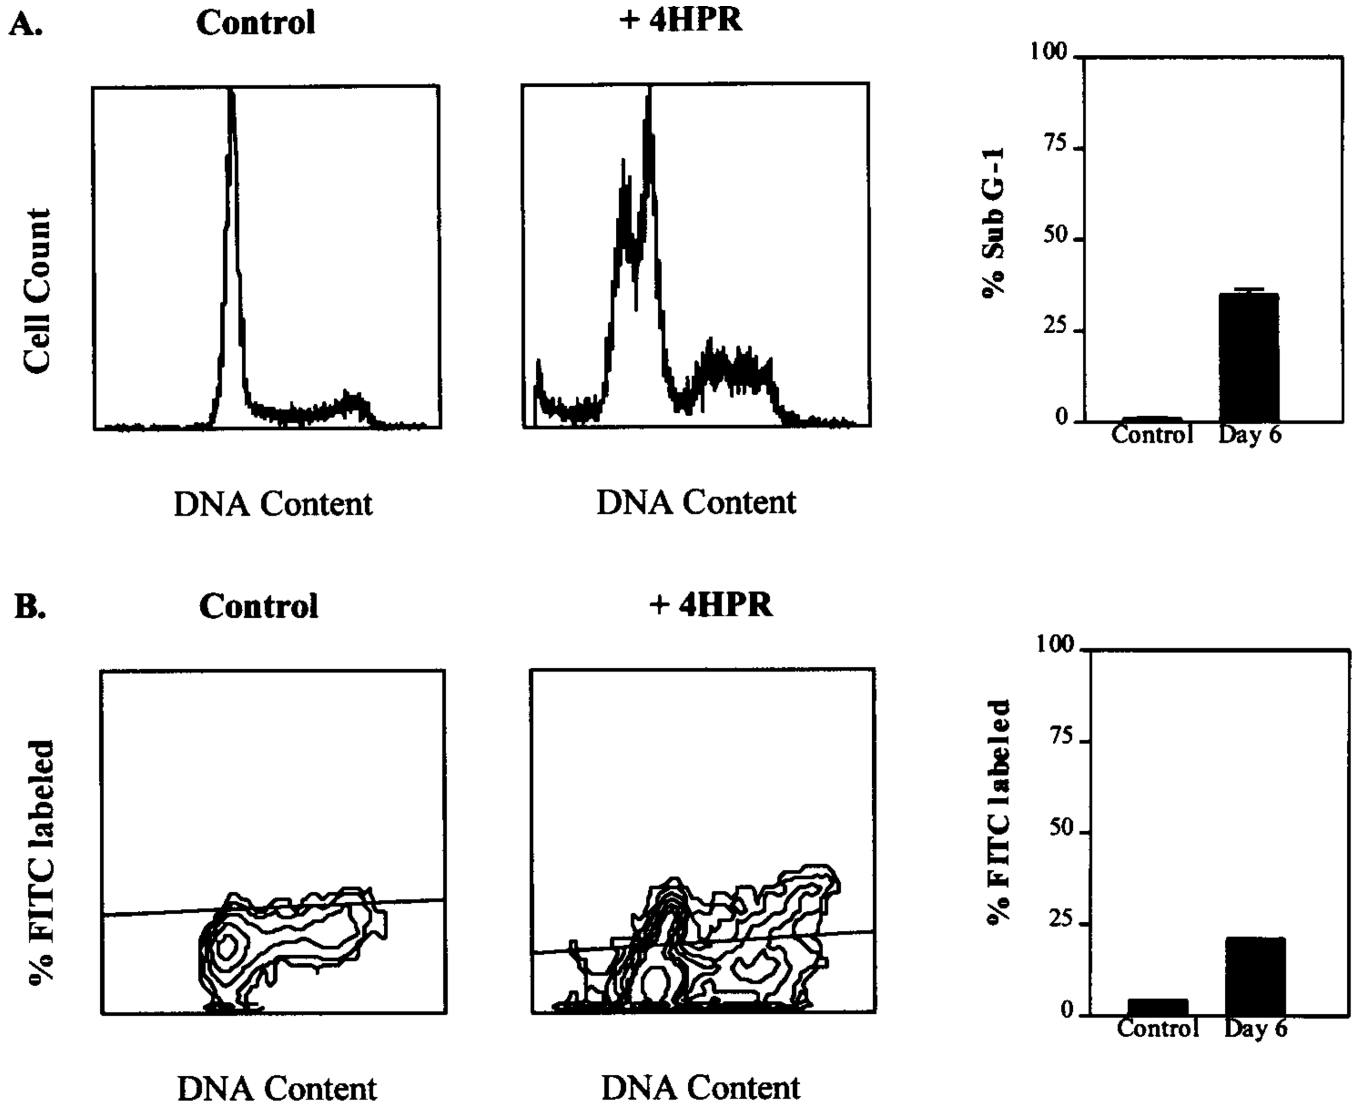 A.
Control
+ 4HPR
Cell Count
DNA Content
DNA Content
% Sub G-1
100
75
50
25
0
Control
Day 6
B.
Control
+ 4HPR
% FITC labeled
DNA Content
DNA Content
% FITC labeled
100
75
50
25
0
Control
Day 6